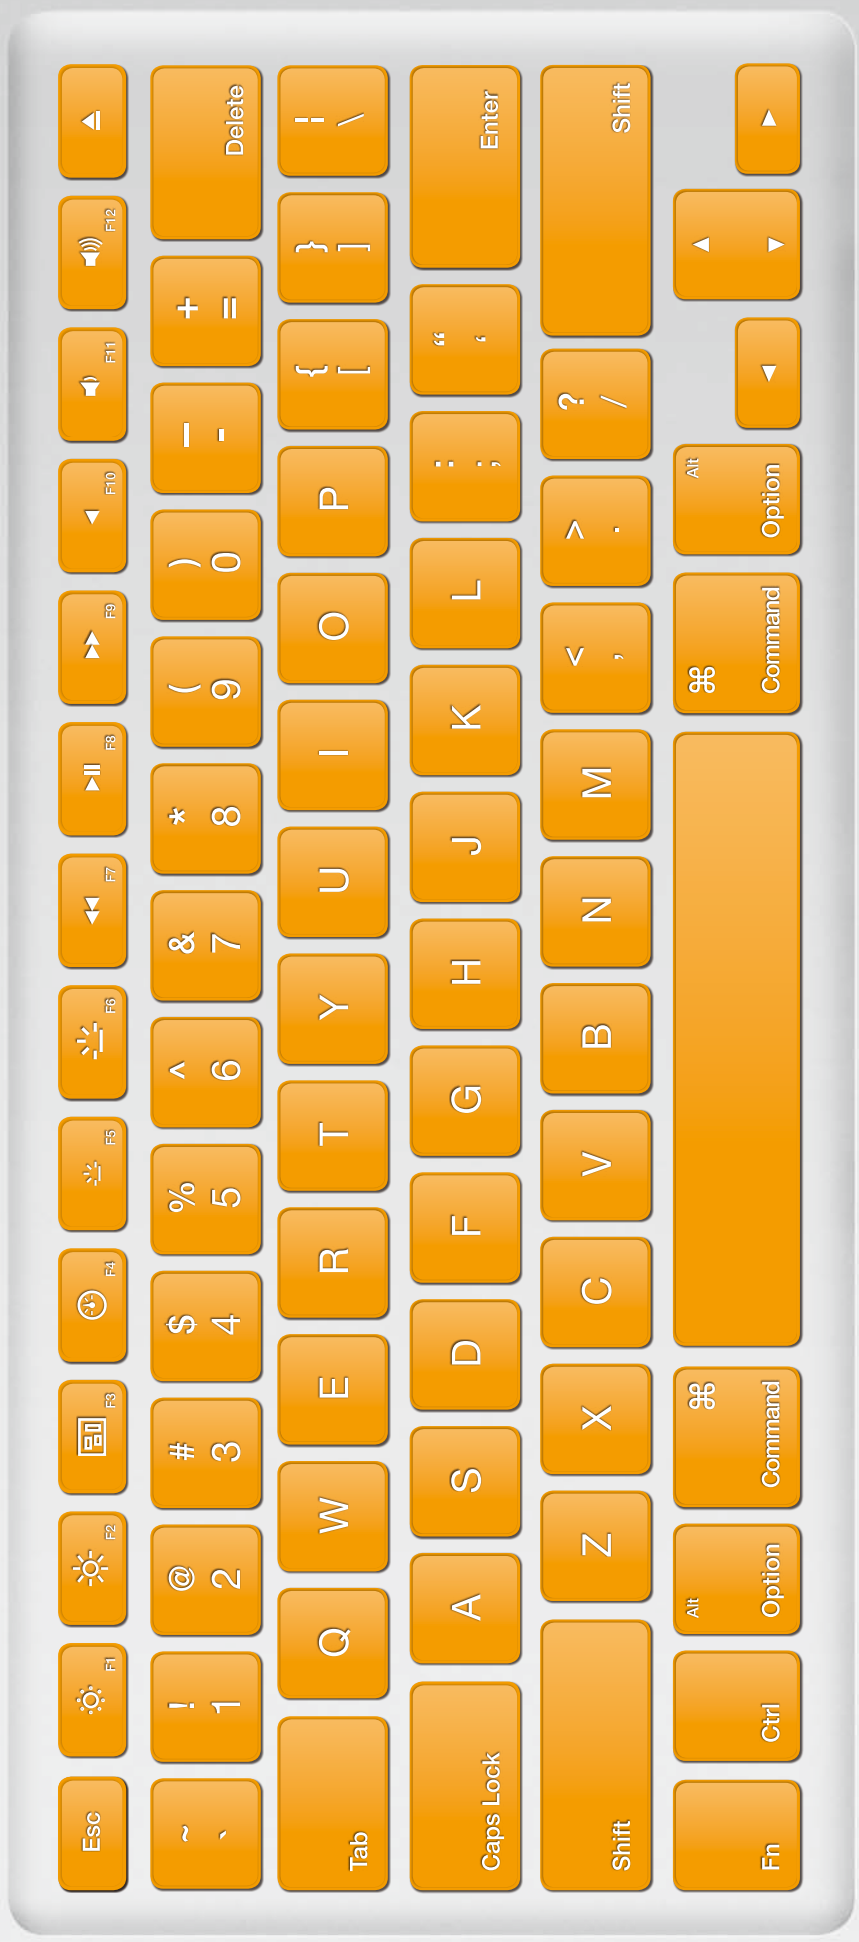 Esc F1 F2 F3 F4 F5 F6 F7 F8 F9 F10 F11 F12
~ ! @ # $ % ^ & * ( ) — +
` 1 2 3 4 5 6 7 8 9 0 - = Delete
Tab Q W E R T Y U I O P { [ } ] ¦ \
Caps Lock A S D F G H J K L : ; “ ‘ Enter
Shift Z X C V B N M < , > . ? / Shift
Alt ⌘ ⌘ Alt
Fn Ctrl Option Command Command Option